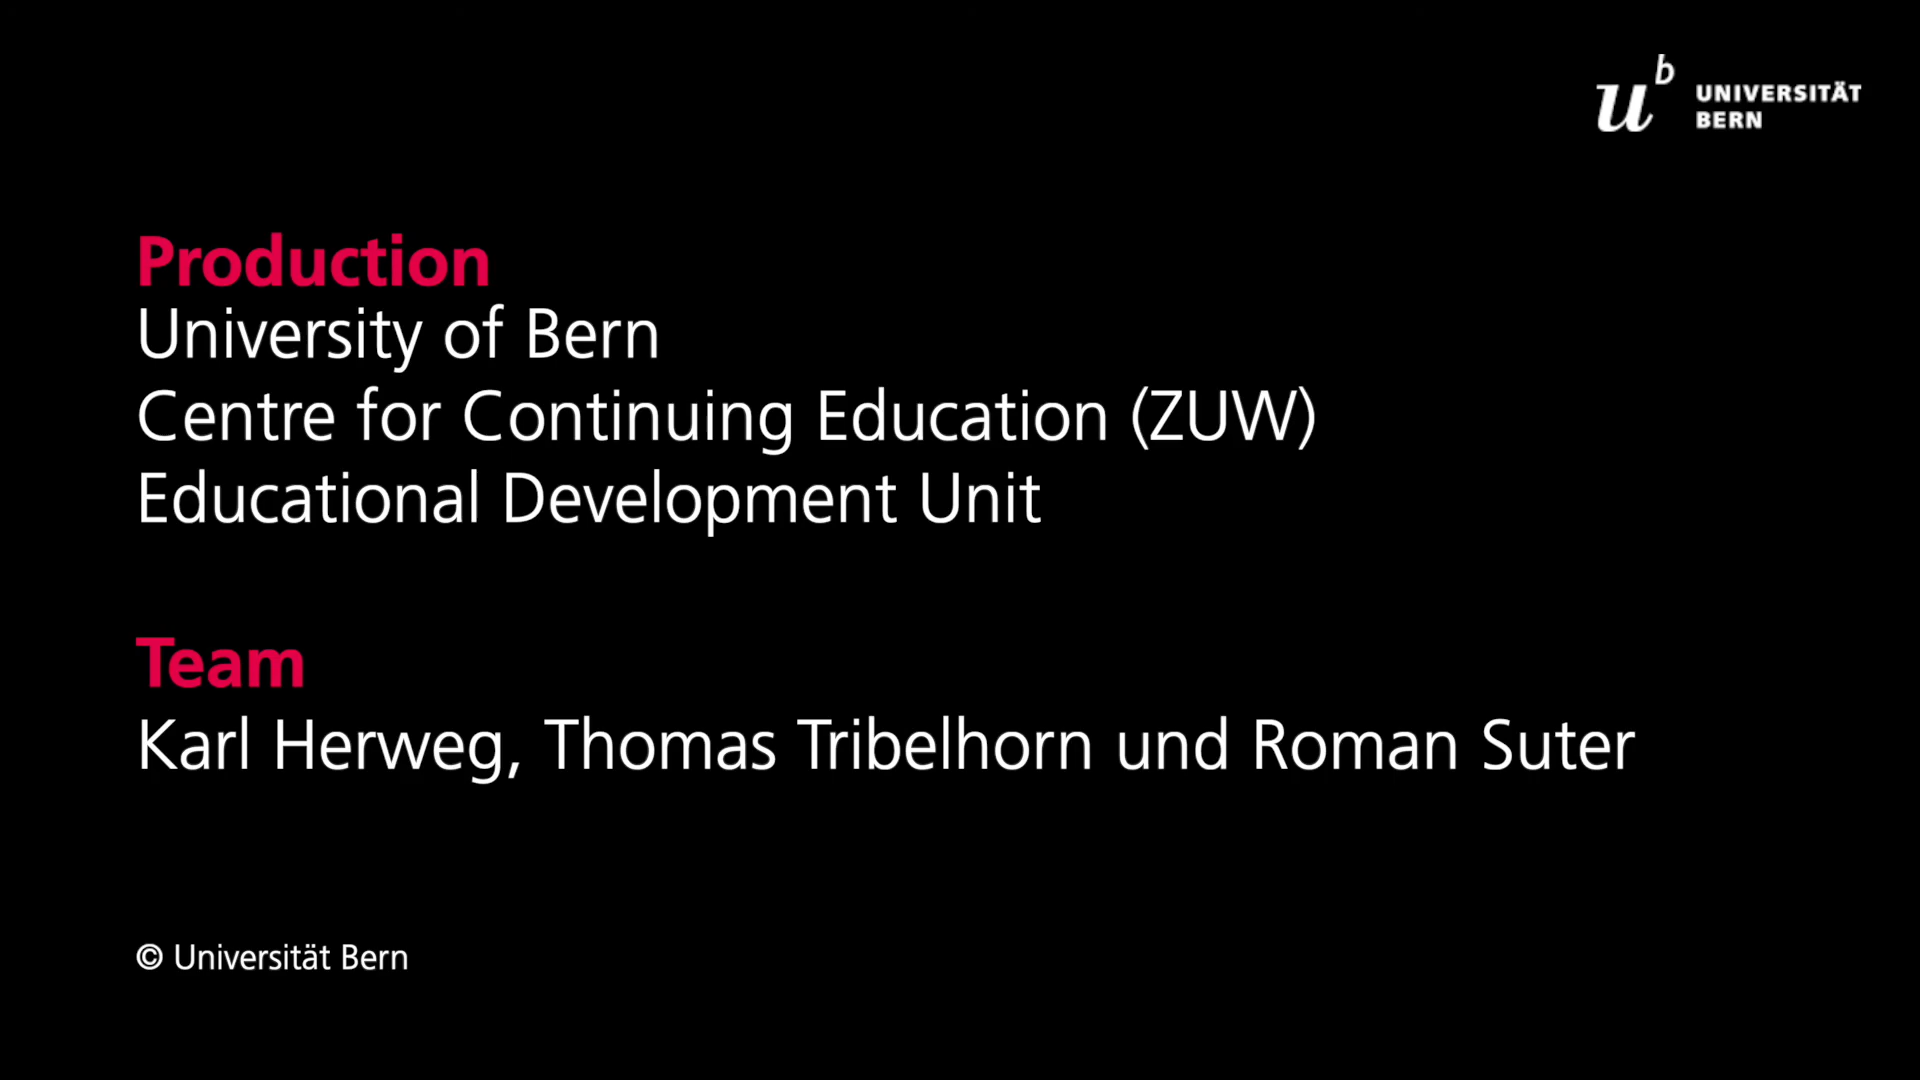 ub UNIVERSITÄT
BERN
Production
University of Bern
Centre for Continuing Education (ZUW)
Educational Development Unit
Team
Karl Herweg, Thomas Tribelhorn und Roman Suter
© Universität Bern